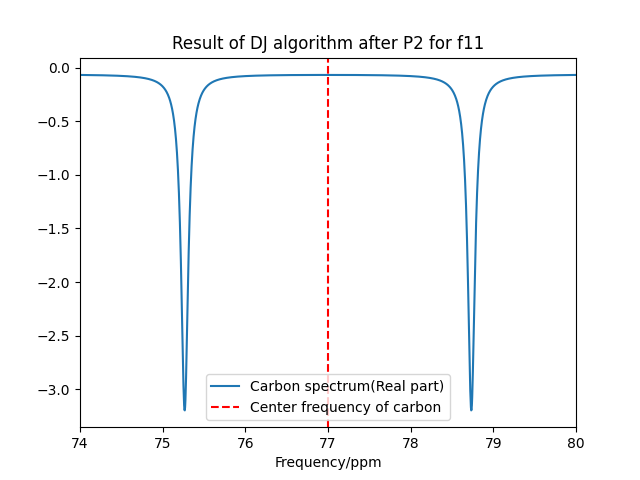 Result of DJ algorithm after P2 for f11
0.0
−0.5
−1.0
−1.5
−2.0
−2.5
−3.0
Carbon spectrum(Real part)
Center frequency of carbon
74 75 76 77 78 79 80
Frequency/ppm